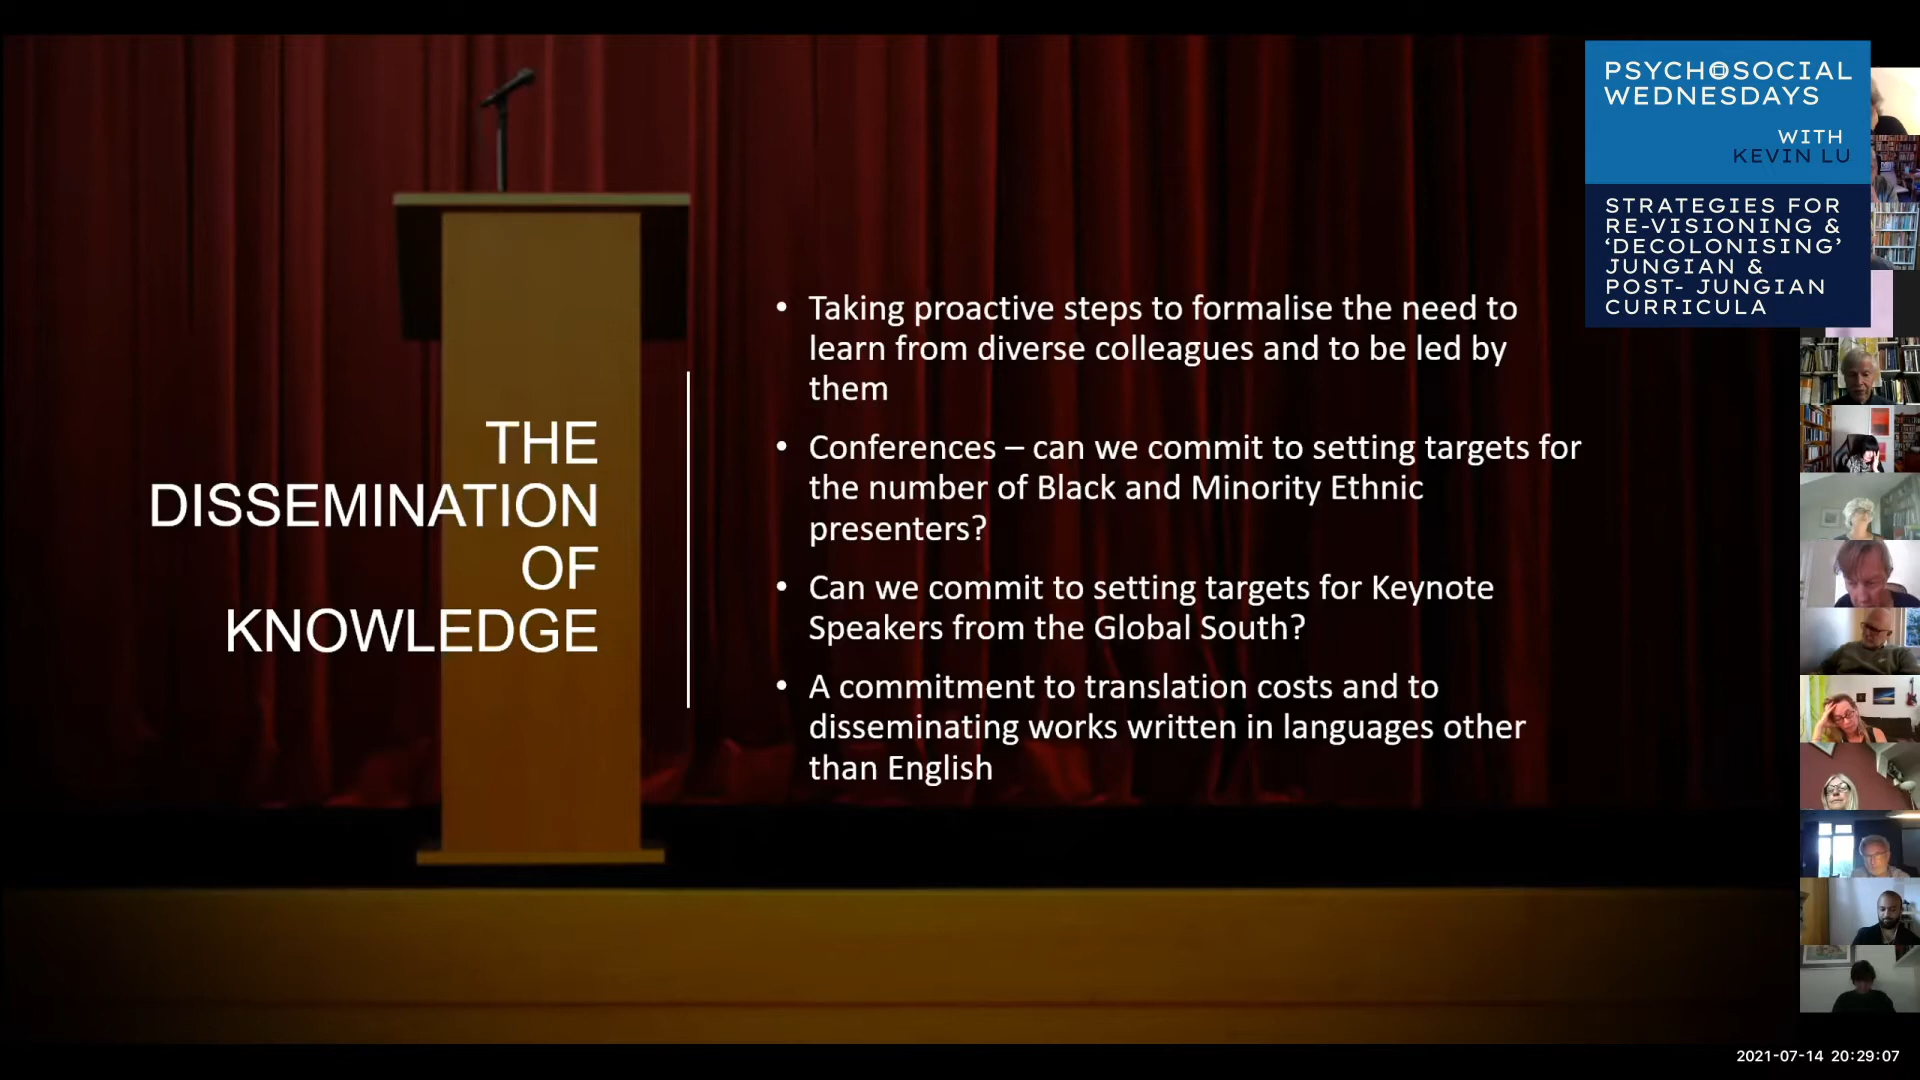 THE
DISSEMINATION
OF
KNOWLEDGE
• Taking proactive steps to formalise the need to
learn from diverse colleagues and to be led by
them
• Conferences – can we commit to setting targets for
the number of Black and Minority Ethnic
presenters?
• Can we commit to setting targets for Keynote
Speakers from the Global South?
• A commitment to translation costs and to
disseminating works written in languages other
than English
PSYCHOSOCIAL
WEDNESDAYS
WITH
KEVIN LU
STRATEGIES FOR
RE-VISIONING &
‘DECOLONISING’
JUNGIAN &
POST- JUNGIAN
CURRICULA
2021-07-14 20:29:07